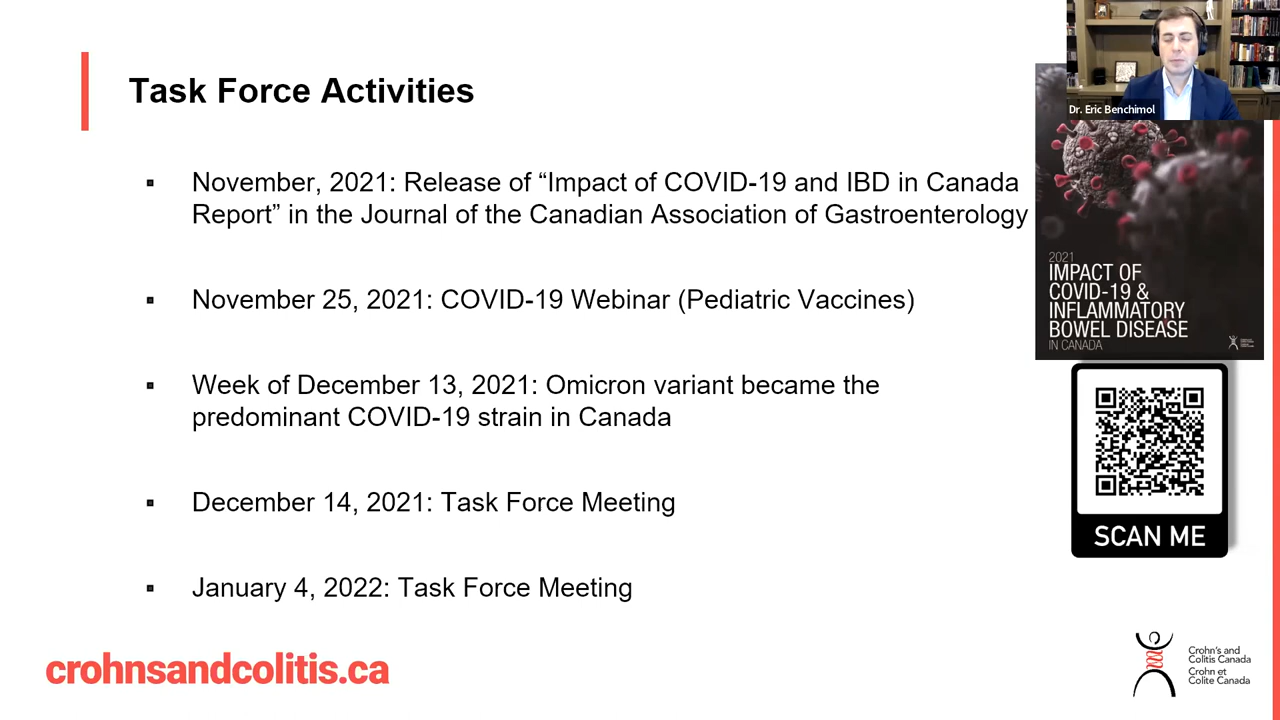 Task Force Activities
November, 2021: Release of “Impact of COVID-19 and IBD in Canada
Report” in the Journal of the Canadian Association of Gastroenterology
November 25, 2021: COVID-19 Webinar (Pediatric Vaccines)
Week of December 13, 2021: Omicron variant became the
predominant COVID-19 strain in Canada
December 14, 2021: Task Force Meeting
January 4, 2022: Task Force Meeting
crohnsandcolitis.ca
Dr. Eric Benchimol
2021
IMPACT OF
COVID-19 &
INFLAMMATORY
BOWEL DISEASE
IN CANADA
SCAN ME
Crohn's and
Colitis Canada
Crohn et
Colite Canada